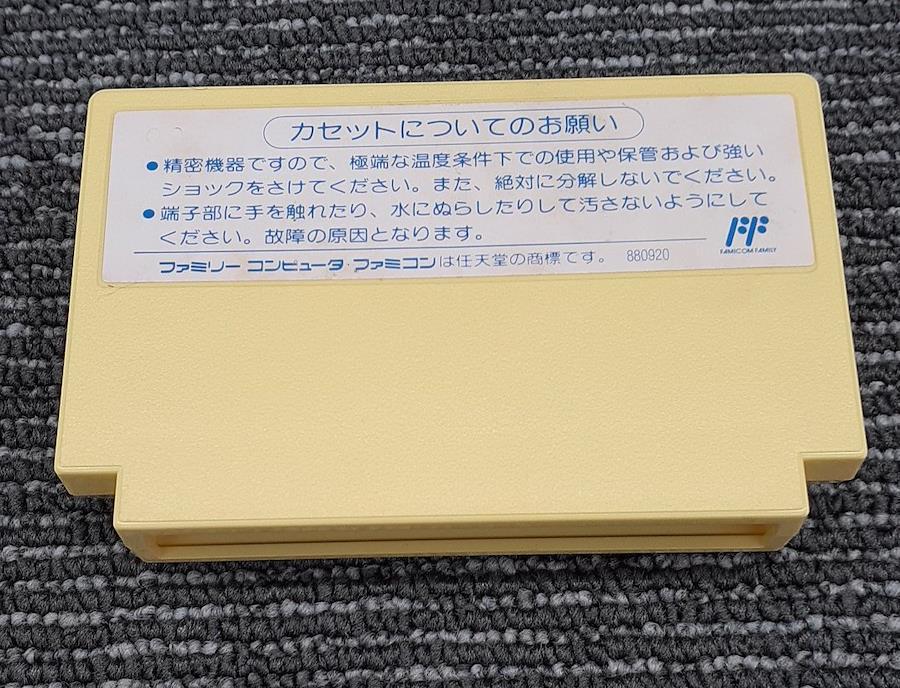 カセットについてのお願い
●精密機器ですので、極端な温度条件下での使用や保管および強い
ショックをさけてください。また、絶対に分解しないでください。
●端子部に手を触れたり、水にぬらしたりして汚さないようにして
ください。故障の原因となります。
FAMICOM FAMILY
ファミリー コンピュータ・ファミコンは任天堂の商標です。 880920